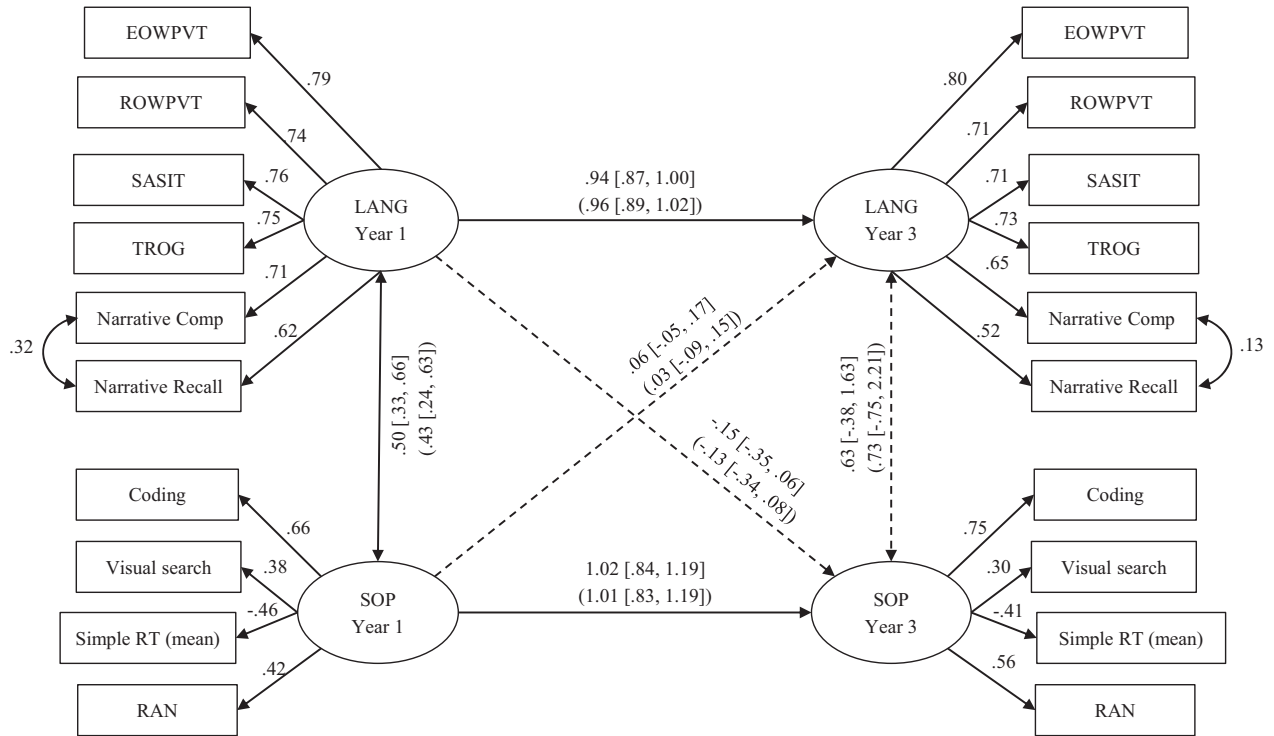 EOWPVT
ROWPVT
SASIT
TROG
Narrative Comp
Narrative Recall
.79
.74
.76
.75
.71
.62
.32
LANG
Year 1
.94 [.87, 1.00]
(.96 [.89, 1.02])
LANG
Year 3
EOWPVT
ROWPVT
SASIT
TROG
Narrative Comp
Narrative Recall
.80
.71
.71
.73
.65
.52
.13
.50 [.33, .66]
(.43 [.24, .63])
.06 [-.05, .17]
(.03 [-.09, .15])
-.15 [-.35, .06]
(-.13 [-.34, .08])
.63 [-.38, 1.63]
(.73 [-.75, 2.21])
Coding
Visual search
Simple RT (mean)
RAN
.66
.38
-.46
.42
SOP
Year 1
1.02 [.84, 1.19]
(1.01 [.83, 1.19])
SOP
Year 3
Coding
Visual search
Simple RT (mean)
RAN
.75
.30
-.41
.56